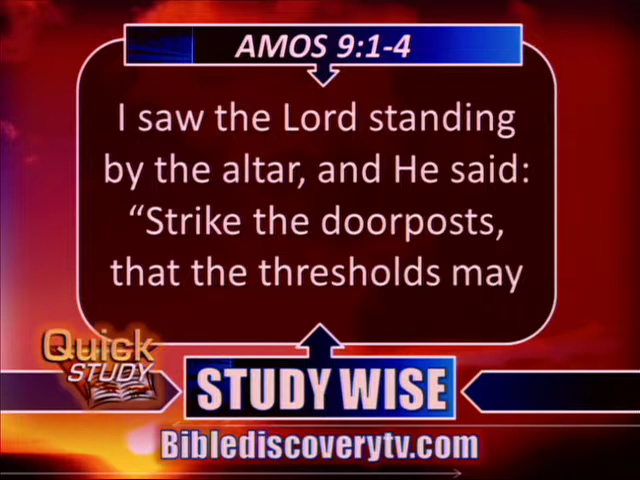 AMOS 9:1-4
I saw the Lord standing
by the altar, and He said:
“Strike the doorposts,
that the thresholds may
Quick
STUDY
STUDY WISE
Biblediscoverytv.com